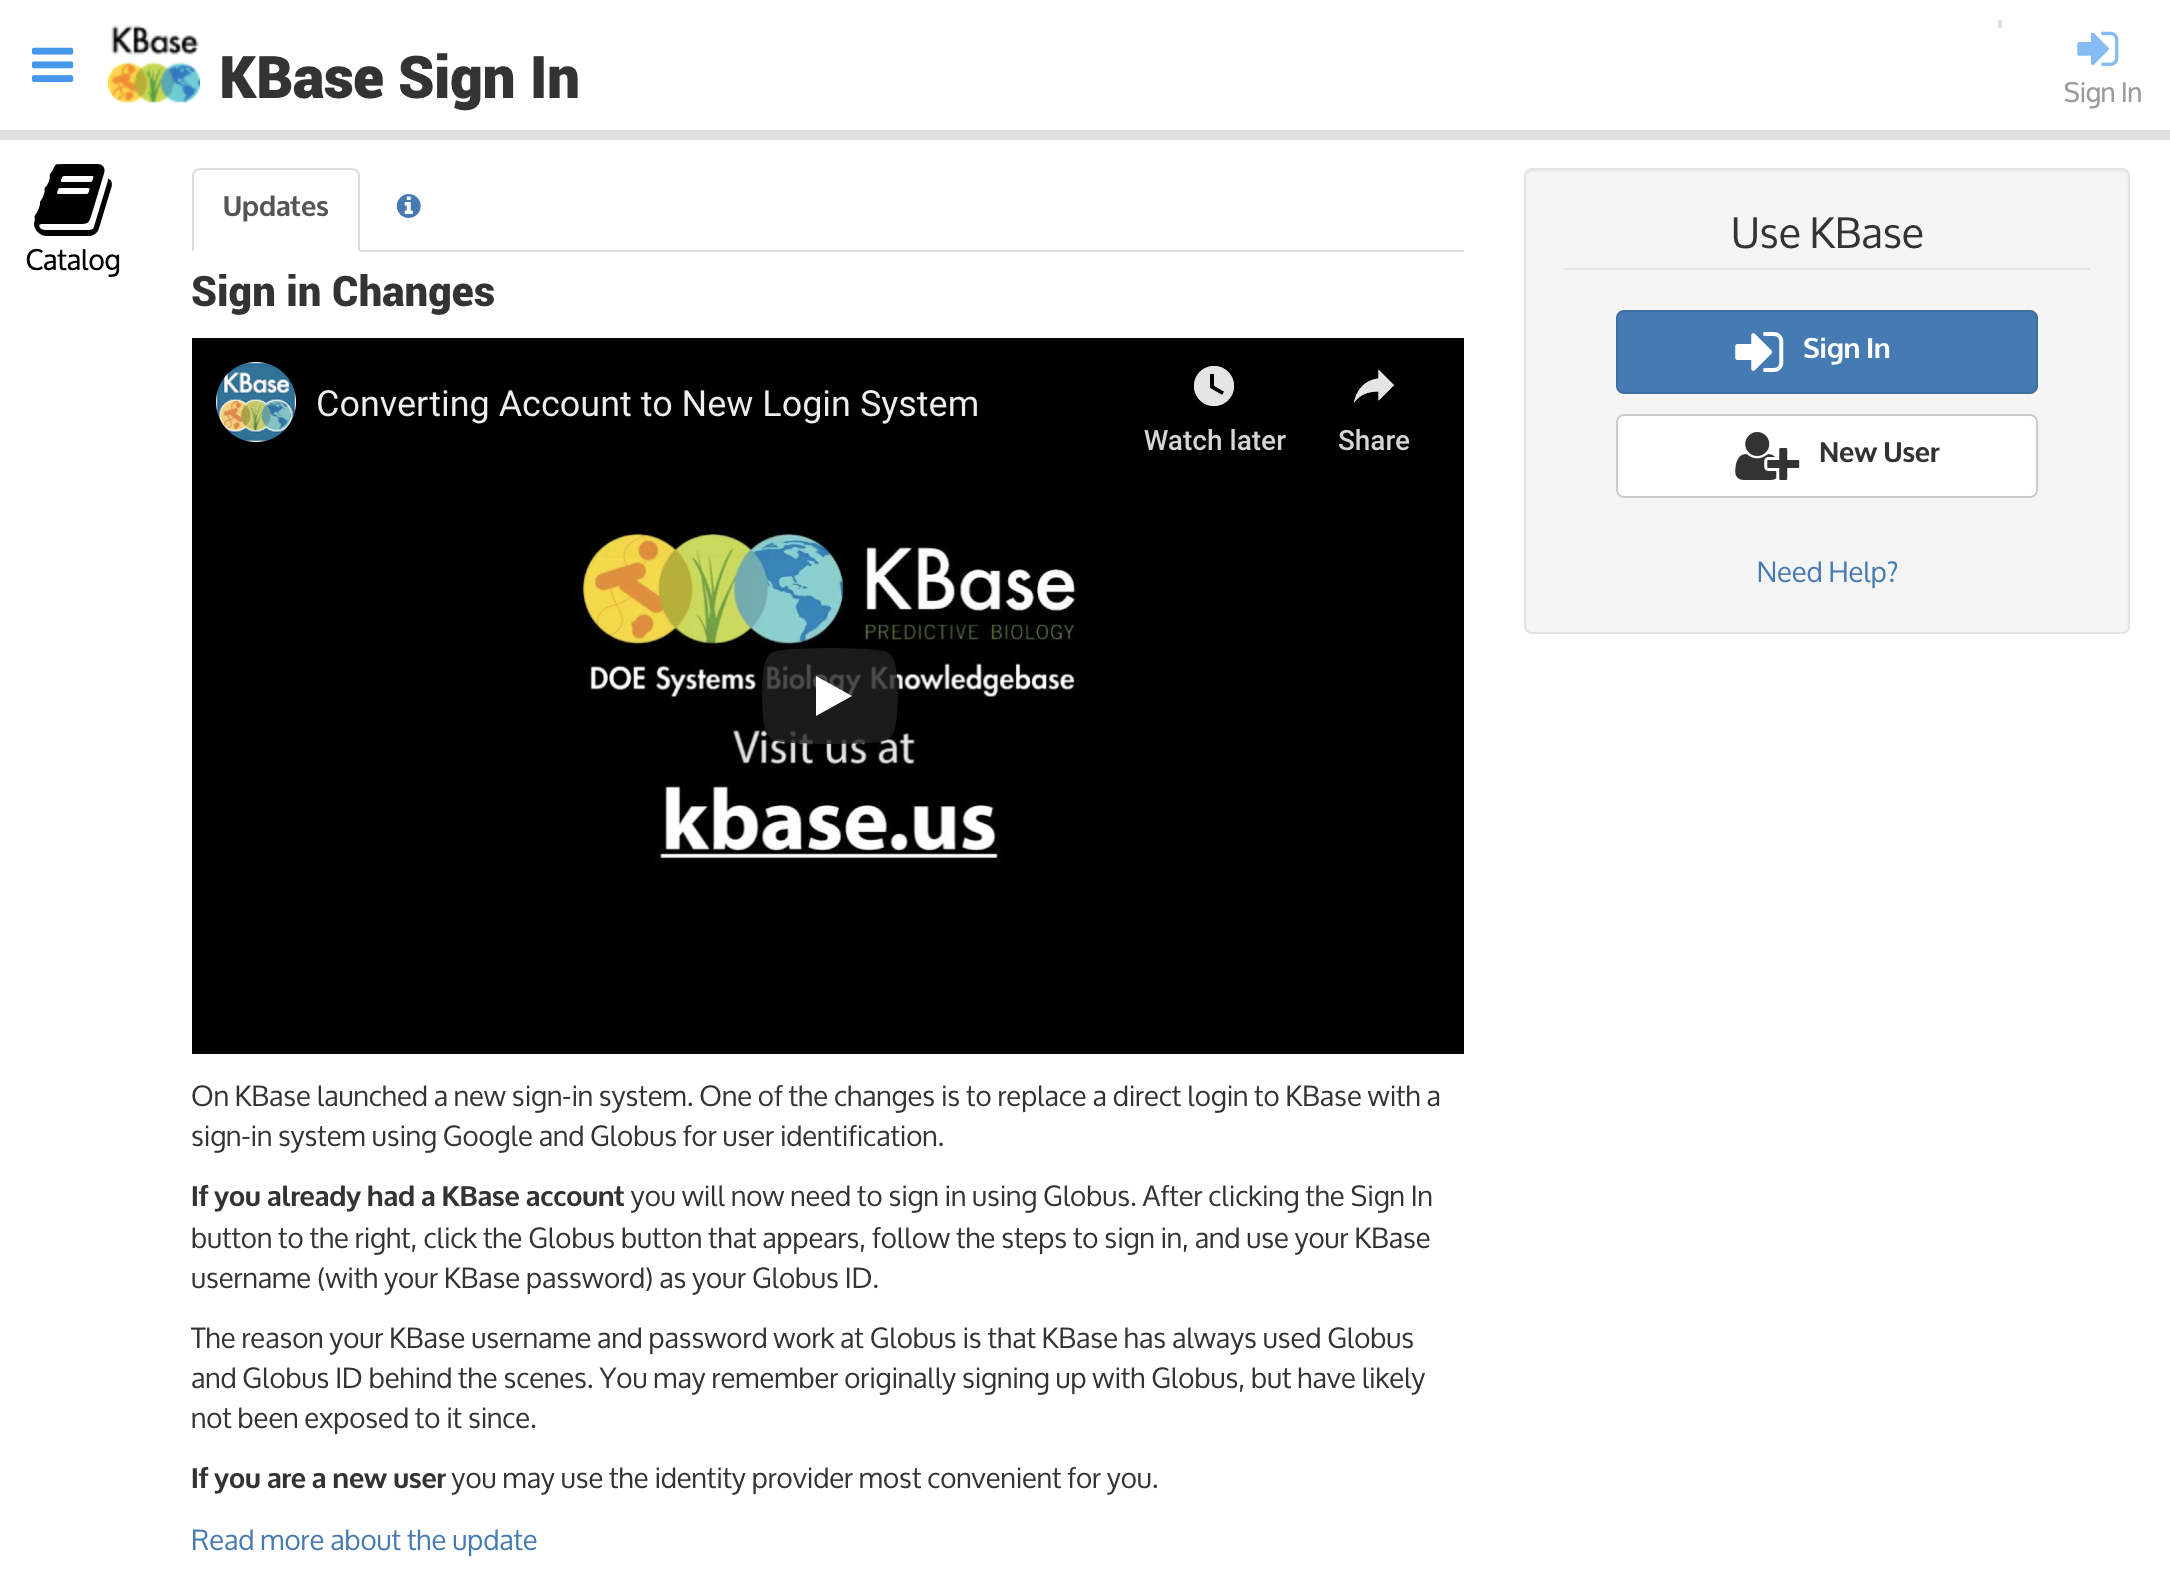 KBase
KBase Sign In
Sign In
Catalog
Updates
Sign in Changes
KBase
Converting Account to New Login System
Watch later
Share
KBase
PREDICTIVE BIOLOGY
DOE Systems Biology Knowledgebase
Visit us at
kbase.us
On KBase launched a new sign-in system. One of the changes is to replace a direct login to KBase with a
sign-in system using Google and Globus for user identification.
If you already had a KBase account you will now need to sign in using Globus. After clicking the Sign In
button to the right, click the Globus button that appears, follow the steps to sign in, and use your KBase
username (with your KBase password) as your Globus ID.
The reason your KBase username and password work at Globus is that KBase has always used Globus
and Globus ID behind the scenes. You may remember originally signing up with Globus, but have likely
not been exposed to it since.
If you are a new user you may use the identity provider most convenient for you.
Read more about the update
Use KBase
Sign In
New User
Need Help?